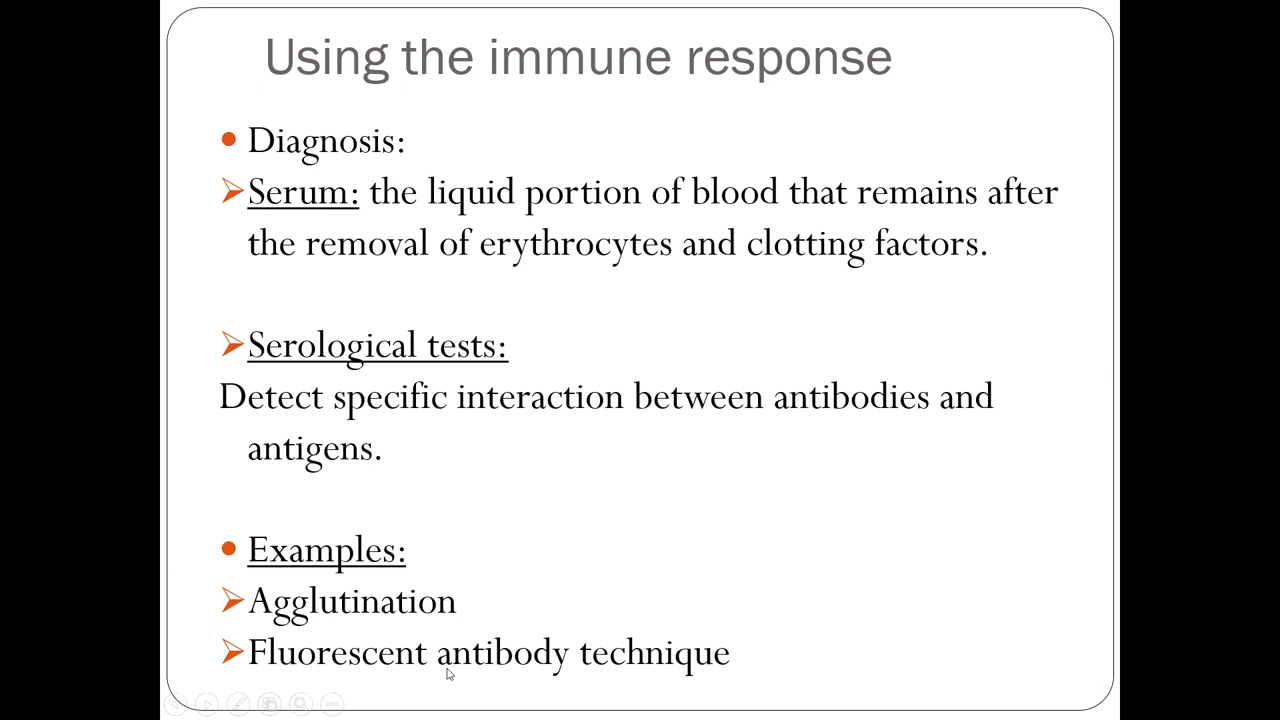 Using the immune response
Diagnosis:
Serum: the liquid portion of blood that remains after
the removal of erythrocytes and clotting factors.
Serological tests:
Detect specific interaction between antibodies and
antigens.
Examples:
Agglutination
Fluorescent antibody technique